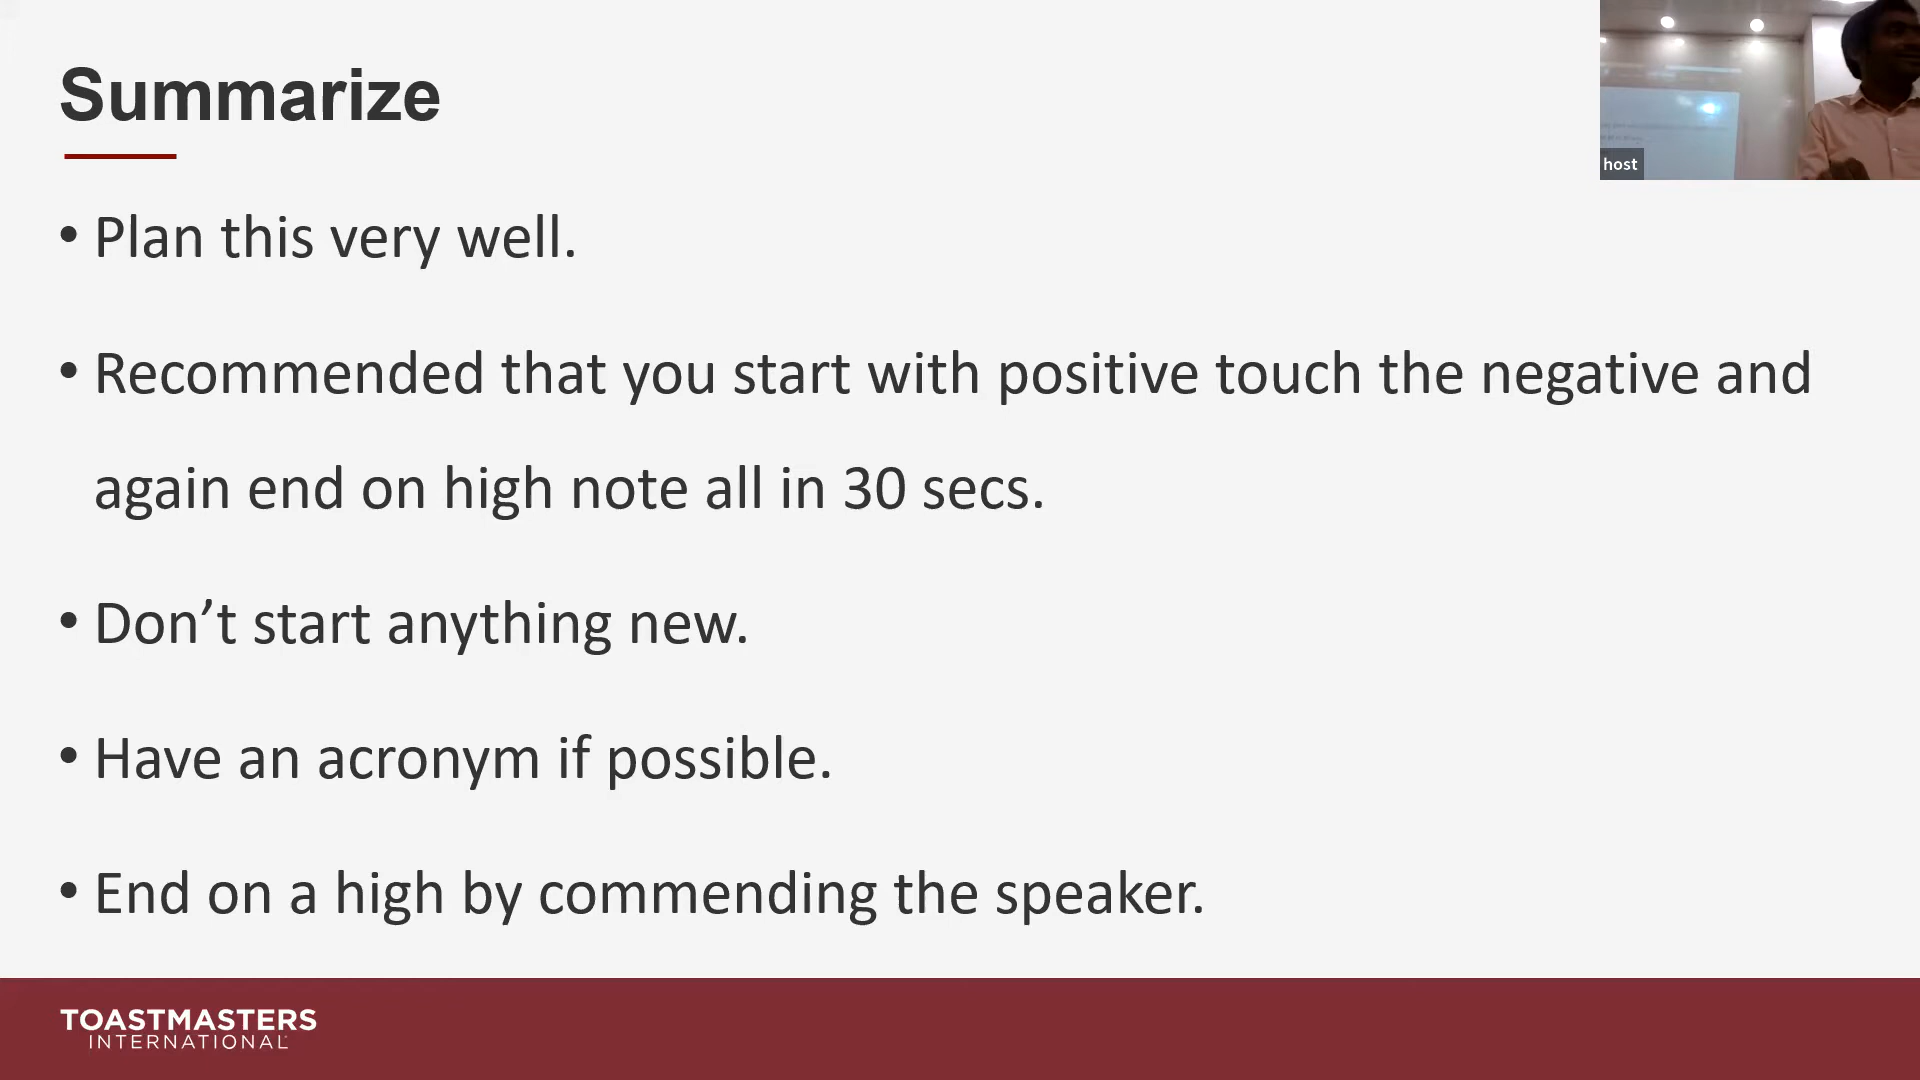 Summarize
host
• Plan this very well.
• Recommended that you start with positive touch the negative and
again end on high note all in 30 secs.
• Don’t start anything new.
• Have an acronym if possible.
• End on a high by commending the speaker.
TOASTMASTERS
INTERNATIONAL